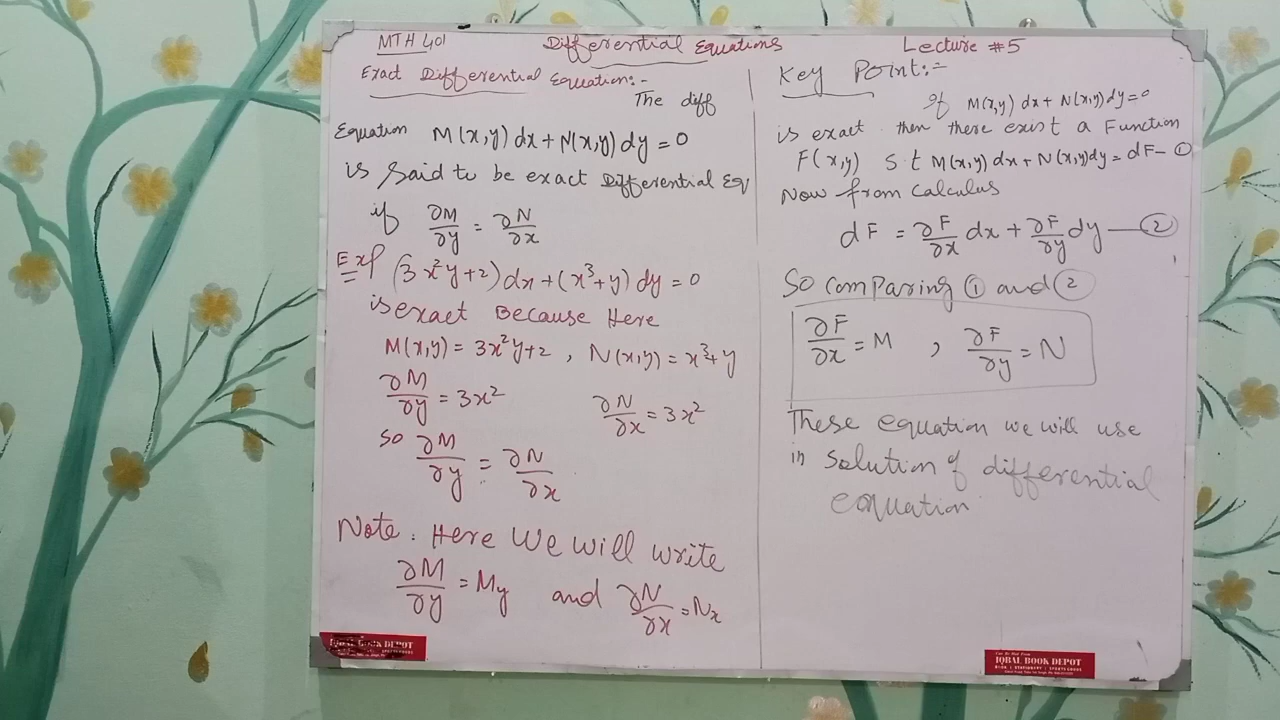 MTH 401
Differential Equations
Lecture #5
Exact Differential Equation:-
The diff
Equation M(x,y)dx+N(x,y)dy=0
is said to be exact Differential Eq
if ∂M/∂y = ∂N/∂x
Exp (3x²y+2)dx+(x³+y)dy=0
is exact Because Here
M(x,y)=3x²y+2, N(x,y)=x³+y
∂M/∂y = 3x² ∂N/∂x = 3x²
so ∂M/∂y = ∂N/∂x
Note. Here We will write
∂M/∂y = My and ∂N/∂x = Nx
Key Point:-
If M(x,y)dx+N(x,y)dy=0
is exact then there exist a Function
F(x,y) s.t M(x,y)dx+N(x,y)dy=dF—①
Now from calculus
dF = ∂F/∂x dx + ∂F/∂y dy —②
So comparing ① and ②
∂F/∂x = M , ∂F/∂y = N
These equation we will use
in solution of differential
equation
IQBAL BOOK DEPOT
IQBAL BOOK DEPOT
BOOK | STATIONERY | SPORTS GOODS